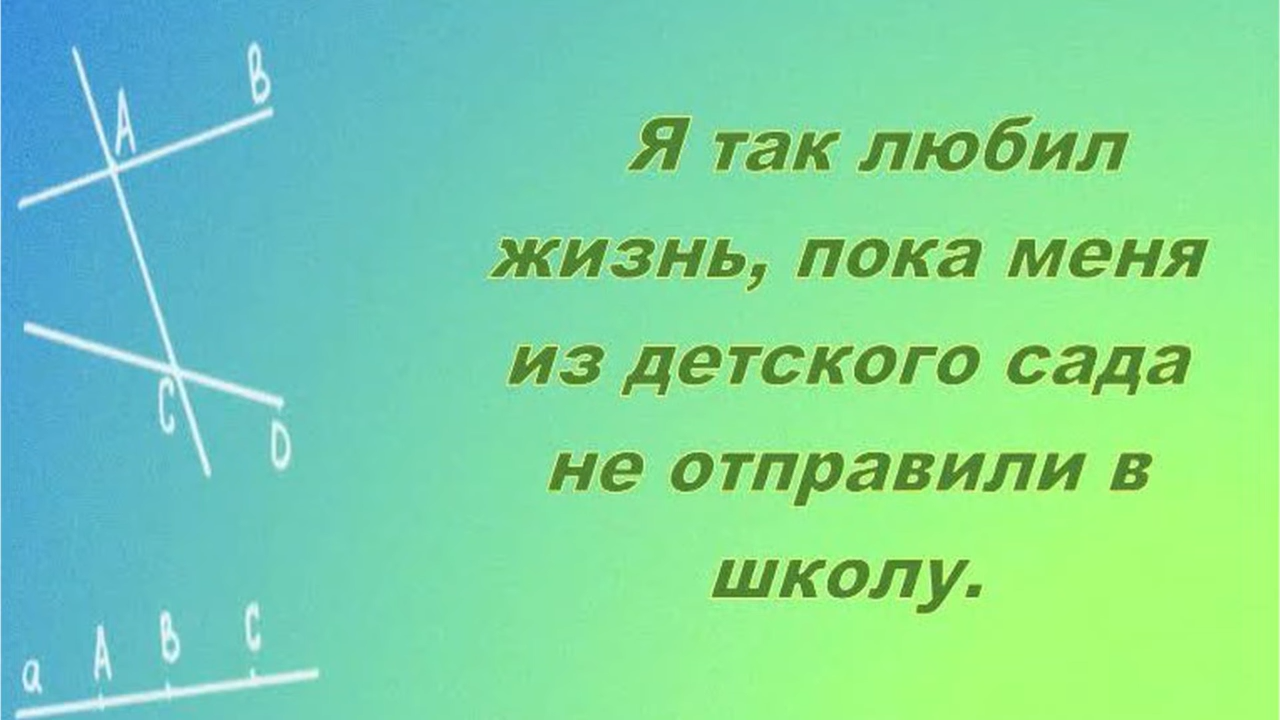 B
A
Я так любил
жизнь, пока меня
из детского сада
не отправили в
школу.
C
D
a A B C